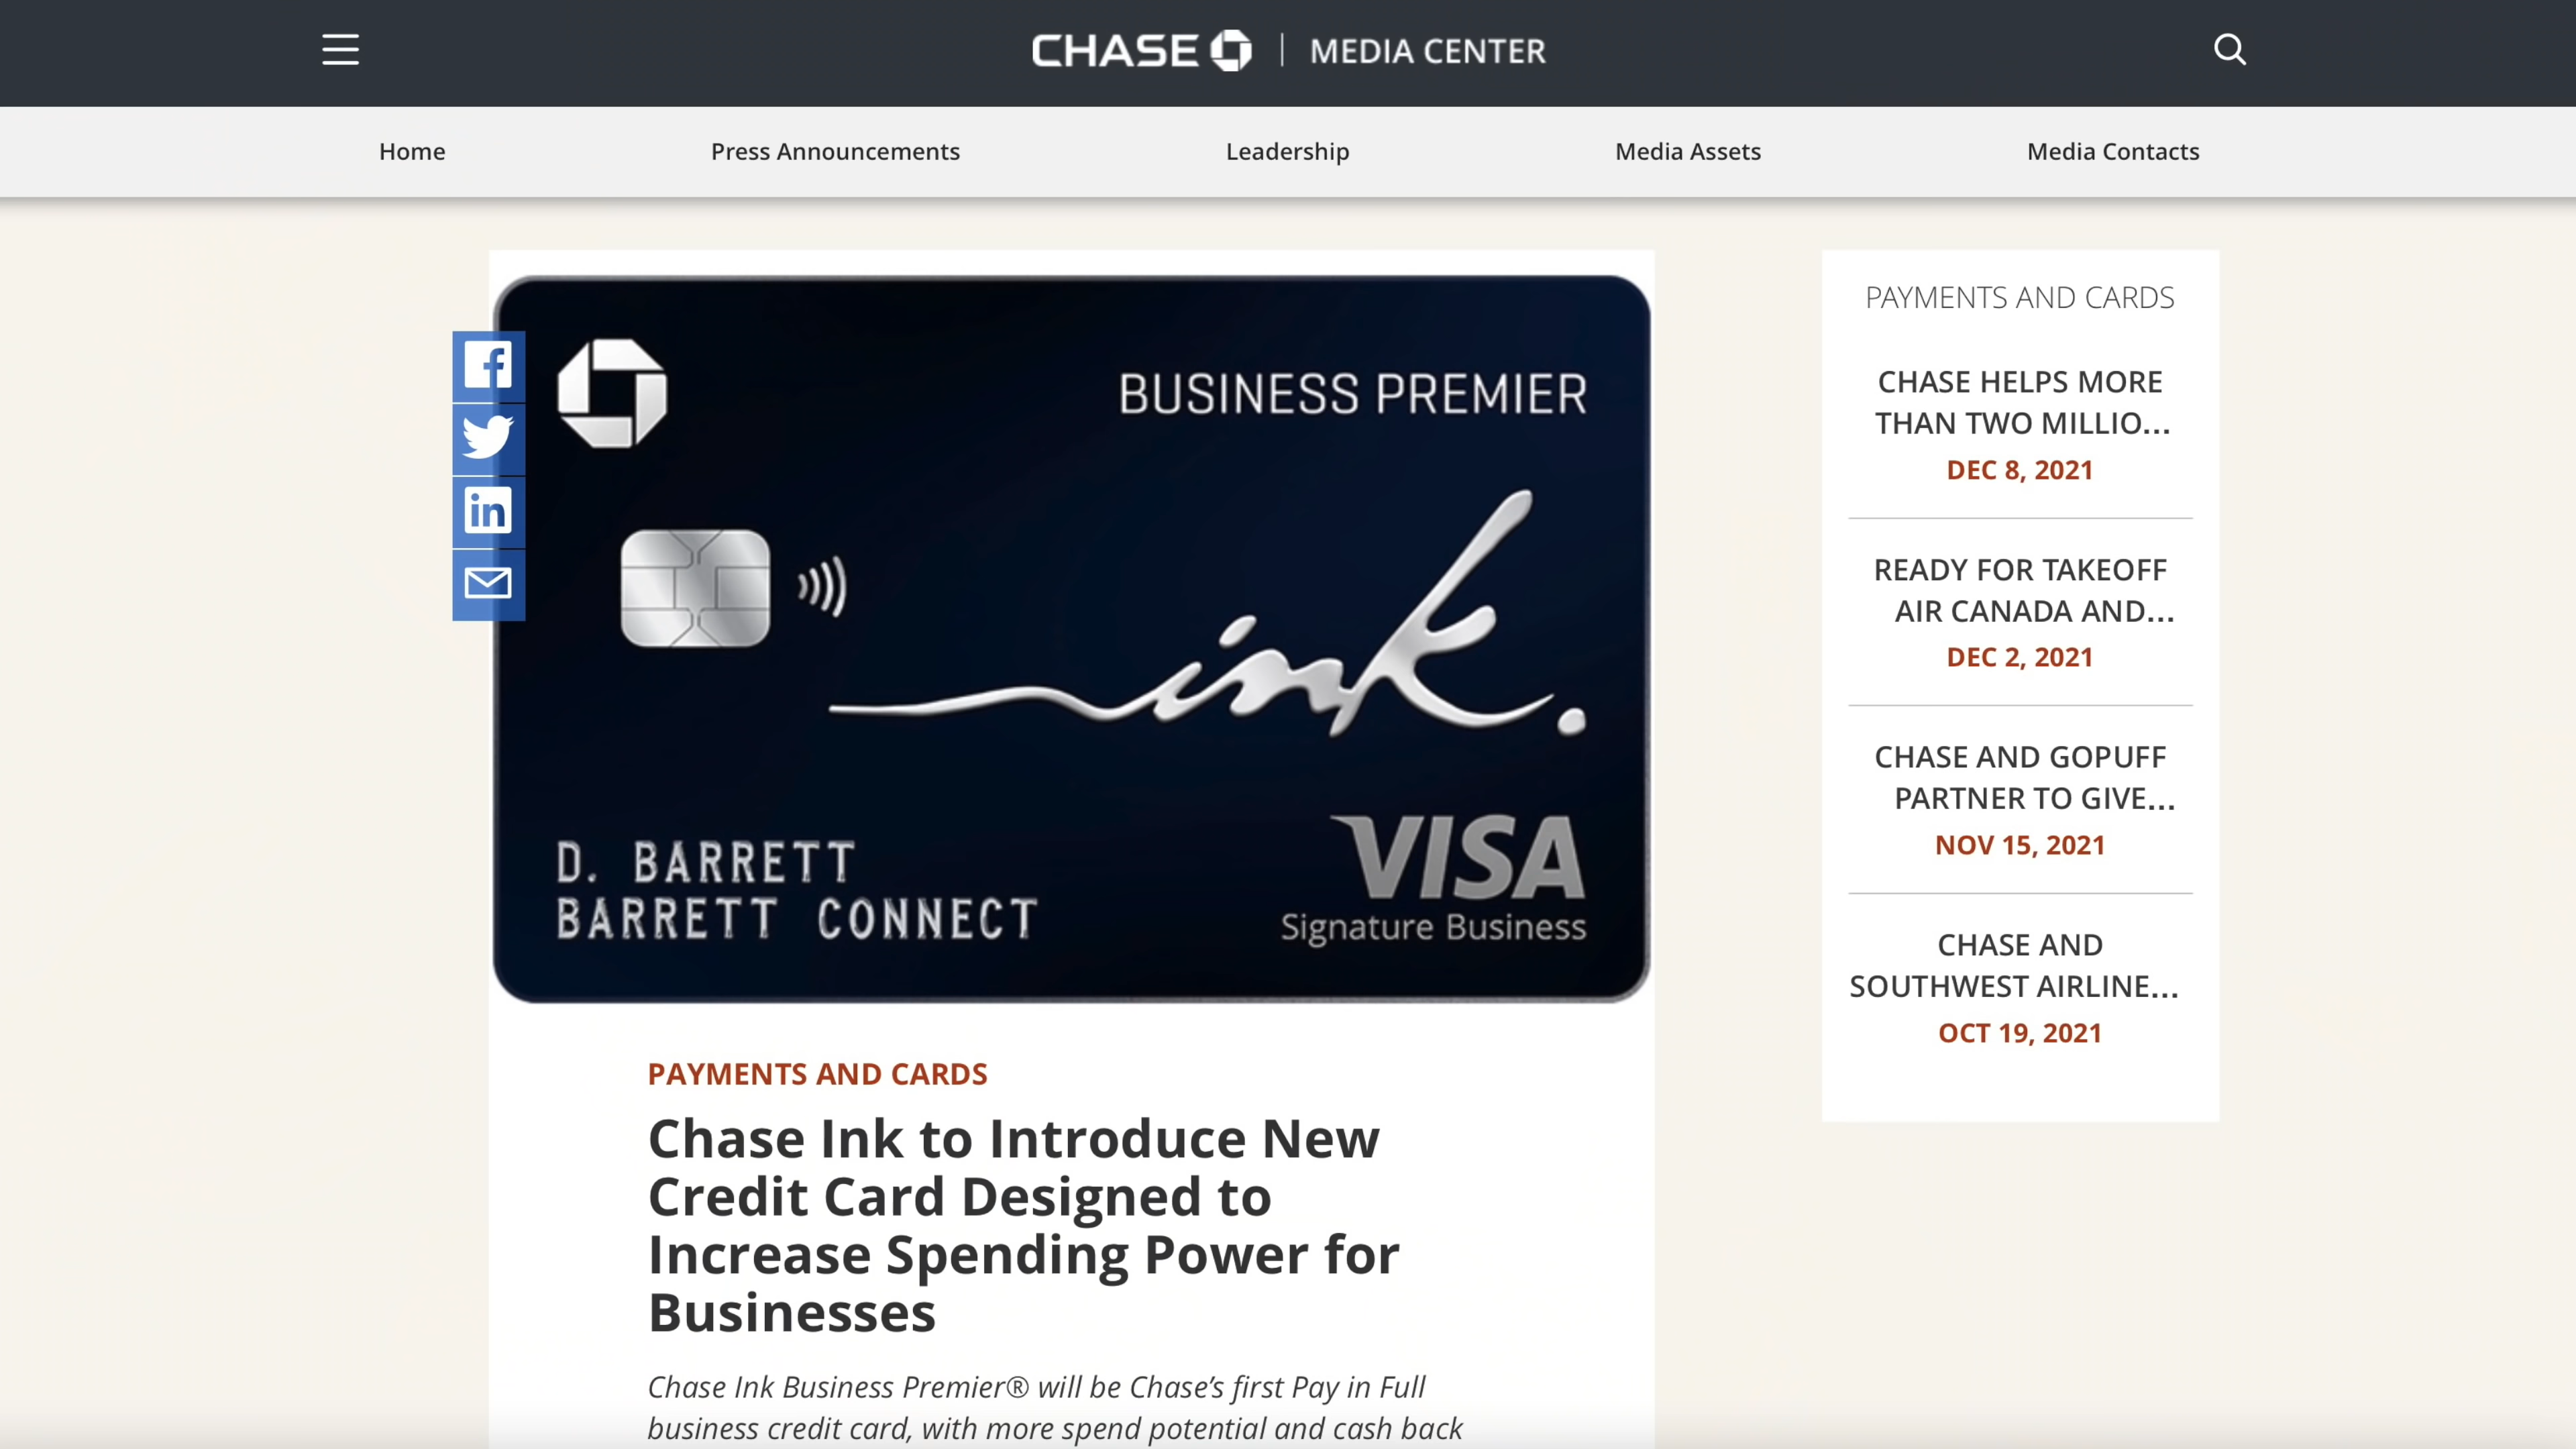 CHASE | MEDIA CENTER
Home Press Announcements Leadership Media Assets Media Contacts
BUSINESS PREMIER
ink.
D. BARRETT
BARRETT CONNECT
VISA
Signature Business
PAYMENTS AND CARDS
Chase Ink to Introduce New
Credit Card Designed to
Increase Spending Power for
Businesses
Chase Ink Business Premier® will be Chase's first Pay in Full
business credit card, with more spend potential and cash back
PAYMENTS AND CARDS
CHASE HELPS MORE
THAN TWO MILLIO...
DEC 8, 2021
READY FOR TAKEOFF
AIR CANADA AND...
DEC 2, 2021
CHASE AND GOPUFF
PARTNER TO GIVE...
NOV 15, 2021
CHASE AND
SOUTHWEST AIRLINE...
OCT 19, 2021